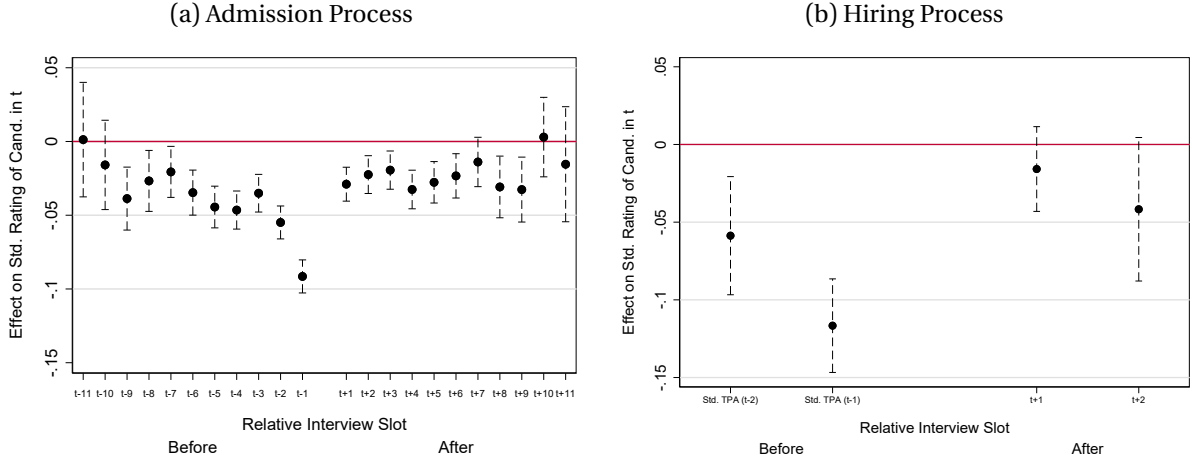 (a) Admission Process
Effect on Std. Rating of Cand. in t
.05
0
-.05
-.1
-.15
t-11 t-10 t-9 t-8 t-7 t-6 t-5 t-4 t-3 t-2 t-1 t+1 t+2 t+3 t+4 t+5 t+6 t+7 t+8 t+9 t+10 t+11
Relative Interview Slot
Before After
(b) Hiring Process
Effect on Std. Rating of Cand. in t
.05
0
-.05
-.1
-.15
Std. TPA (t-2) Std. TPA (t-1) t+1 t+2
Relative Interview Slot
Before After